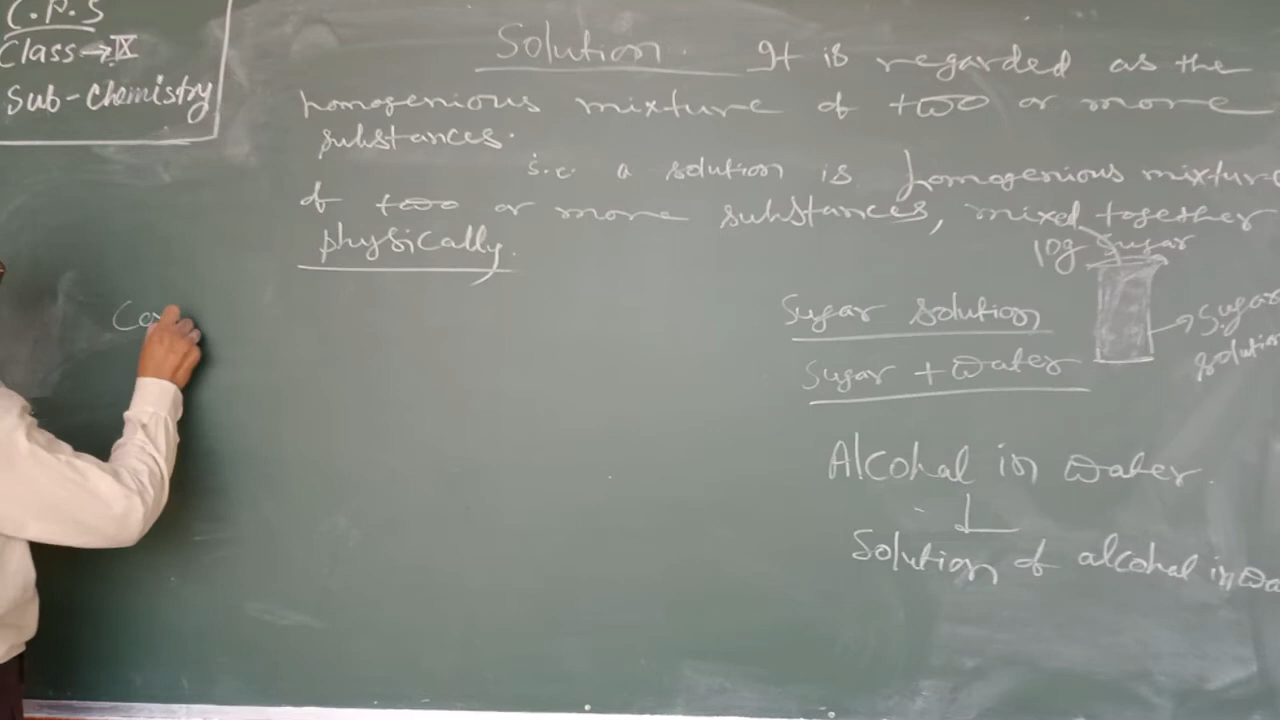 C.P.S
Class→IX
Sub-Chemistry
Solution. It is regarded as the
homogenious mixture of two or more
substances.
i.e. a solution is homogenious mixture
of two or more substances, mixed together
physically.
10g sugar
Sugar solution
Sugar
solution
Sugar + Water
Alcohal in water.
Solution of alcohal in wa
Co